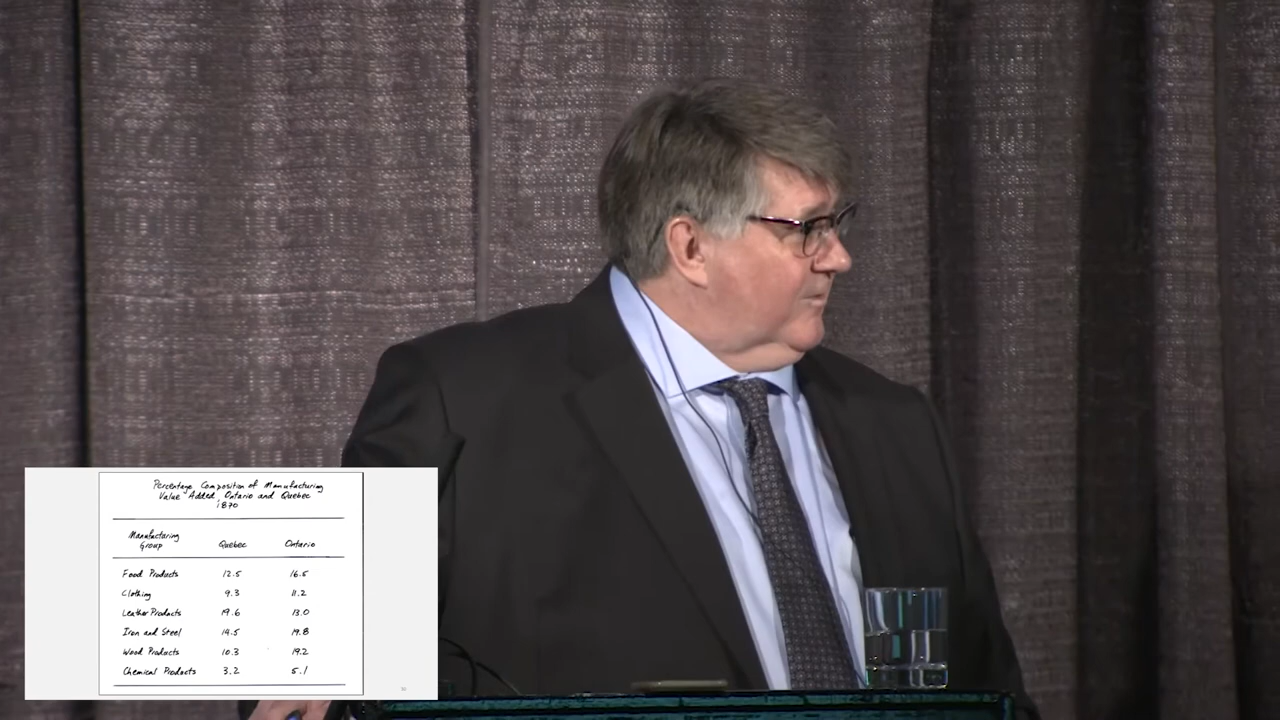 Percentage Composition of Manufacturing
Value Added, Ontario and Quebec
1870
Manufacturing
Group Quebec Ontario
Food Products 12.5 16.5
Clothing 9.3 11.2
Leather Products 19.6 13.0
Iron and Steel 14.5 19.8
Wood Products 10.3 19.2
Chemical Products 3.2 5.1